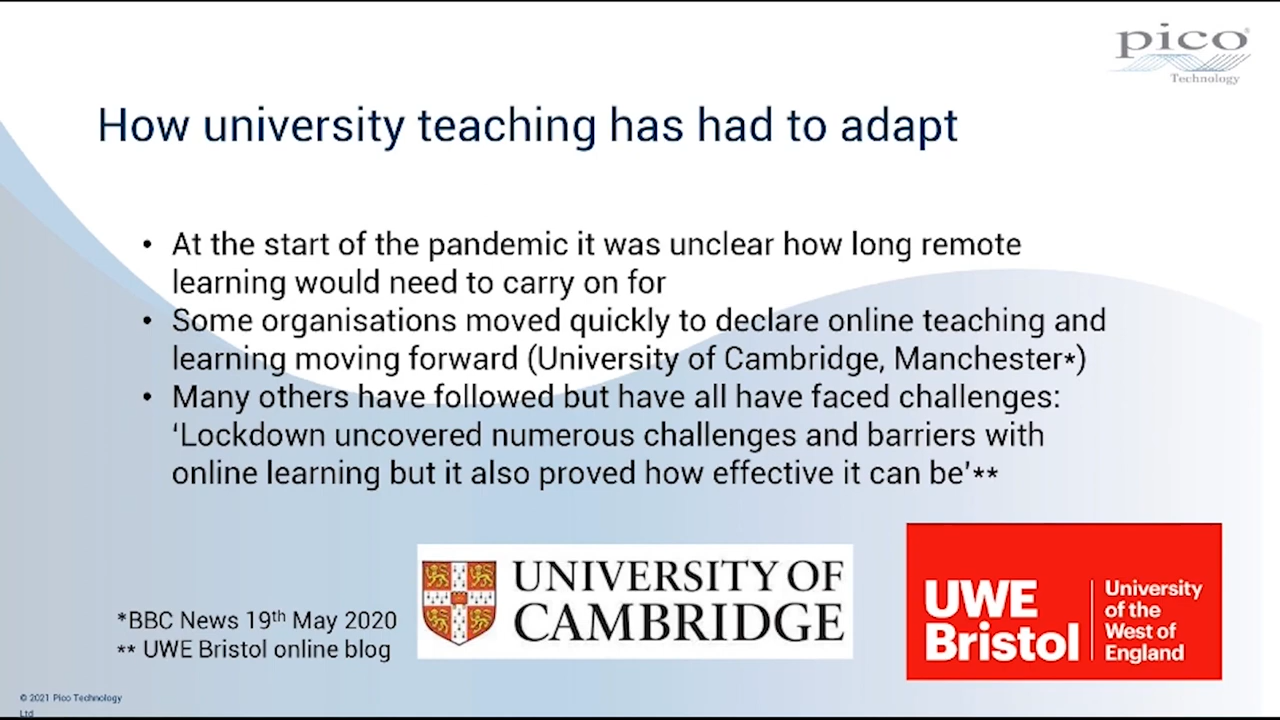 pico
Technology
How university teaching has had to adapt
• At the start of the pandemic it was unclear how long remote
learning would need to carry on for
• Some organisations moved quickly to declare online teaching and
learning moving forward (University of Cambridge, Manchester*)
• Many others have followed but have all have faced challenges:
‘Lockdown uncovered numerous challenges and barriers with
online learning but it also proved how effective it can be’**
*BBC News 19th May 2020
** UWE Bristol online blog
UNIVERSITY OF
CAMBRIDGE
UWE
Bristol
University
of the
West of
England
© 2021 Pico Technology
Ltd